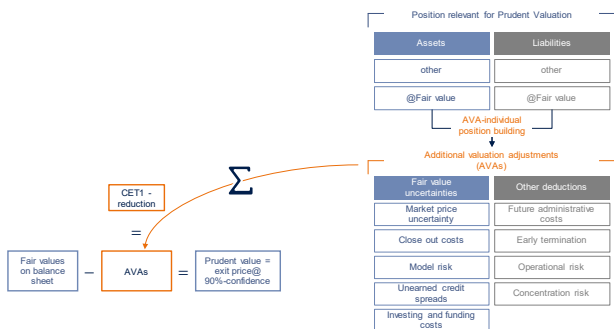 Position relevant for Prudent Valuation
Assets
Liabilities
other
other
@Fair value
@Fair value
AVA-individual
position building
Additional valuation adjustments
(AVAs)
Fair value
uncertainties
Other deductions
Market price
uncertainty
Future administrative
costs
Close out costs
Early termination
Model risk
Operational risk
Unearned credit
spreads
Concentration risk
Investing and funding
costs
Σ
CET1 -
reduction
=
Fair values
on balance
sheet
–
AVAs
=
Prudent value =
exit price@
90%-confidence